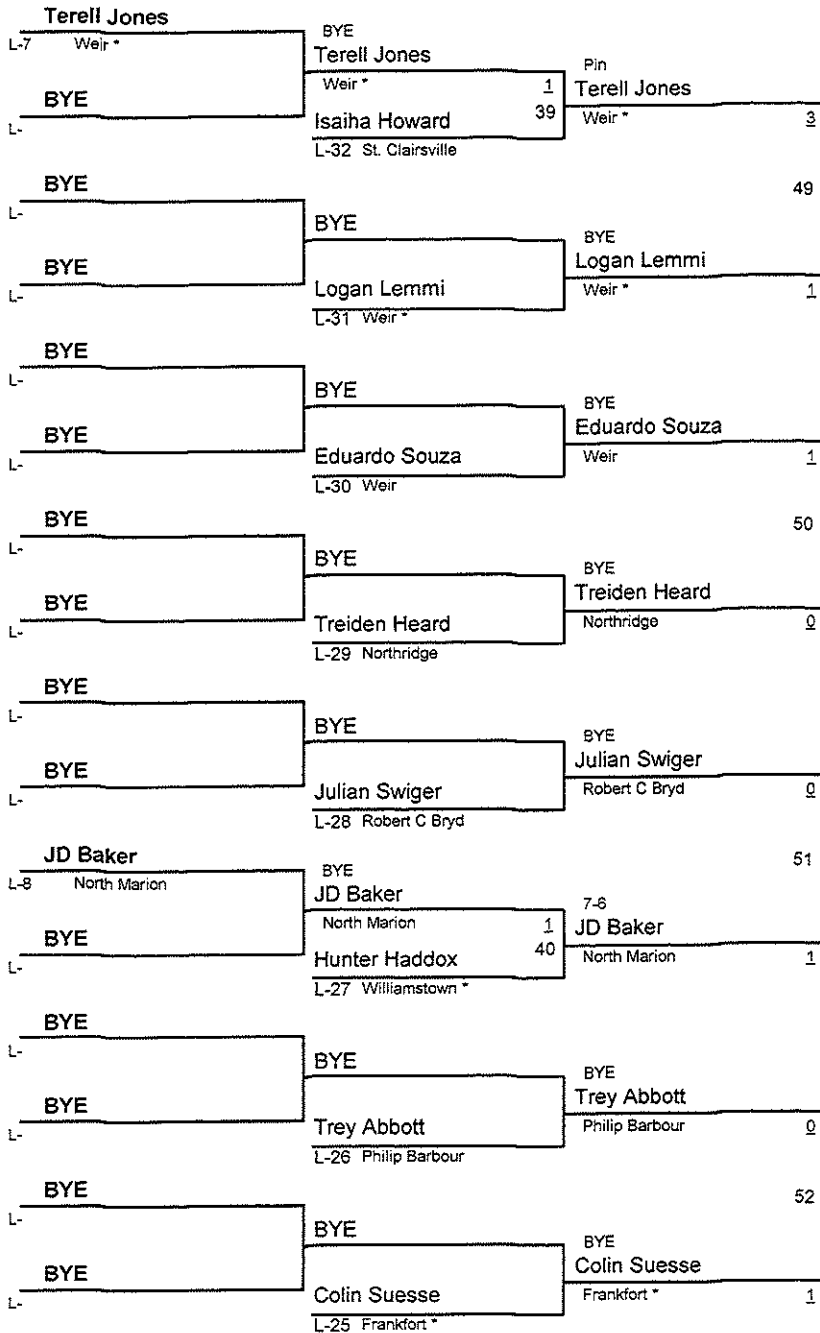 Terell Jones
L-7 Weir *
BYE
L-
BYE
Terell Jones
Weir * 1
39
Isaiha Howard
L-32 St. Clairsville
Pin
Terell Jones
Weir * 3
49
BYE
L-
BYE
L-
BYE
Logan Lemmi
L-31 Weir *
BYE
Logan Lemmi
Weir * 1
BYE
L-
BYE
L-
BYE
Eduardo Souza
L-30 Weir
BYE
Eduardo Souza
Weir 1
50
BYE
L-
BYE
L-
BYE
Treiden Heard
L-29 Northridge
BYE
Treiden Heard
Northridge 0
BYE
L-
BYE
L-
BYE
Julian Swiger
L-28 Robert C Bryd
BYE
Julian Swiger
Robert C Bryd 0
51
JD Baker
L-8 North Marion
BYE
L-
BYE
JD Baker
North Marion 1
40
Hunter Haddox
L-27 Williamstown *
7-6
JD Baker
North Marion 1
BYE
L-
BYE
L-
BYE
Trey Abbott
L-26 Philip Barbour
BYE
Trey Abbott
Philip Barbour 0
52
BYE
L-
BYE
L-
BYE
Colin Suesse
L-25 Frankfort *
BYE
Colin Suesse
Frankfort * 1